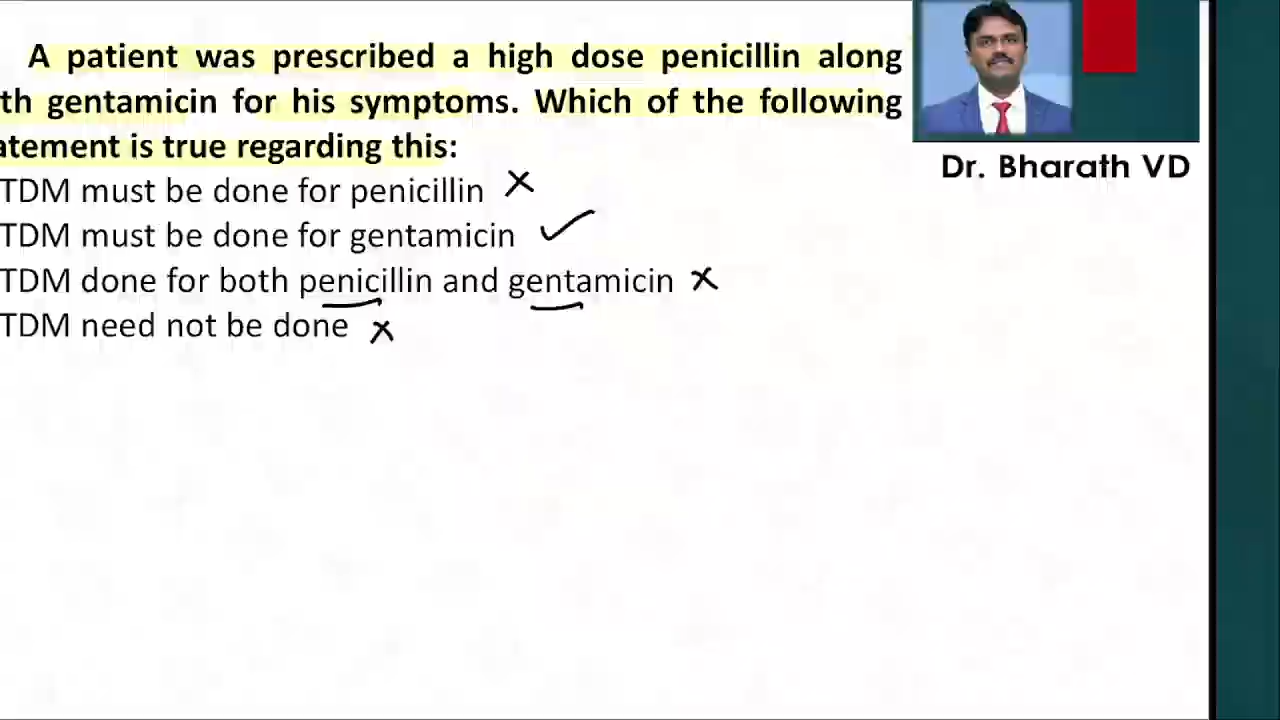 A patient was prescribed a high dose penicillin along
th gentamicin for his symptoms. Which of the following
atement is true regarding this:
TDM must be done for penicillin
TDM must be done for gentamicin
TDM done for both penicillin and gentamicin
TDM need not be done
Dr. Bharath VD